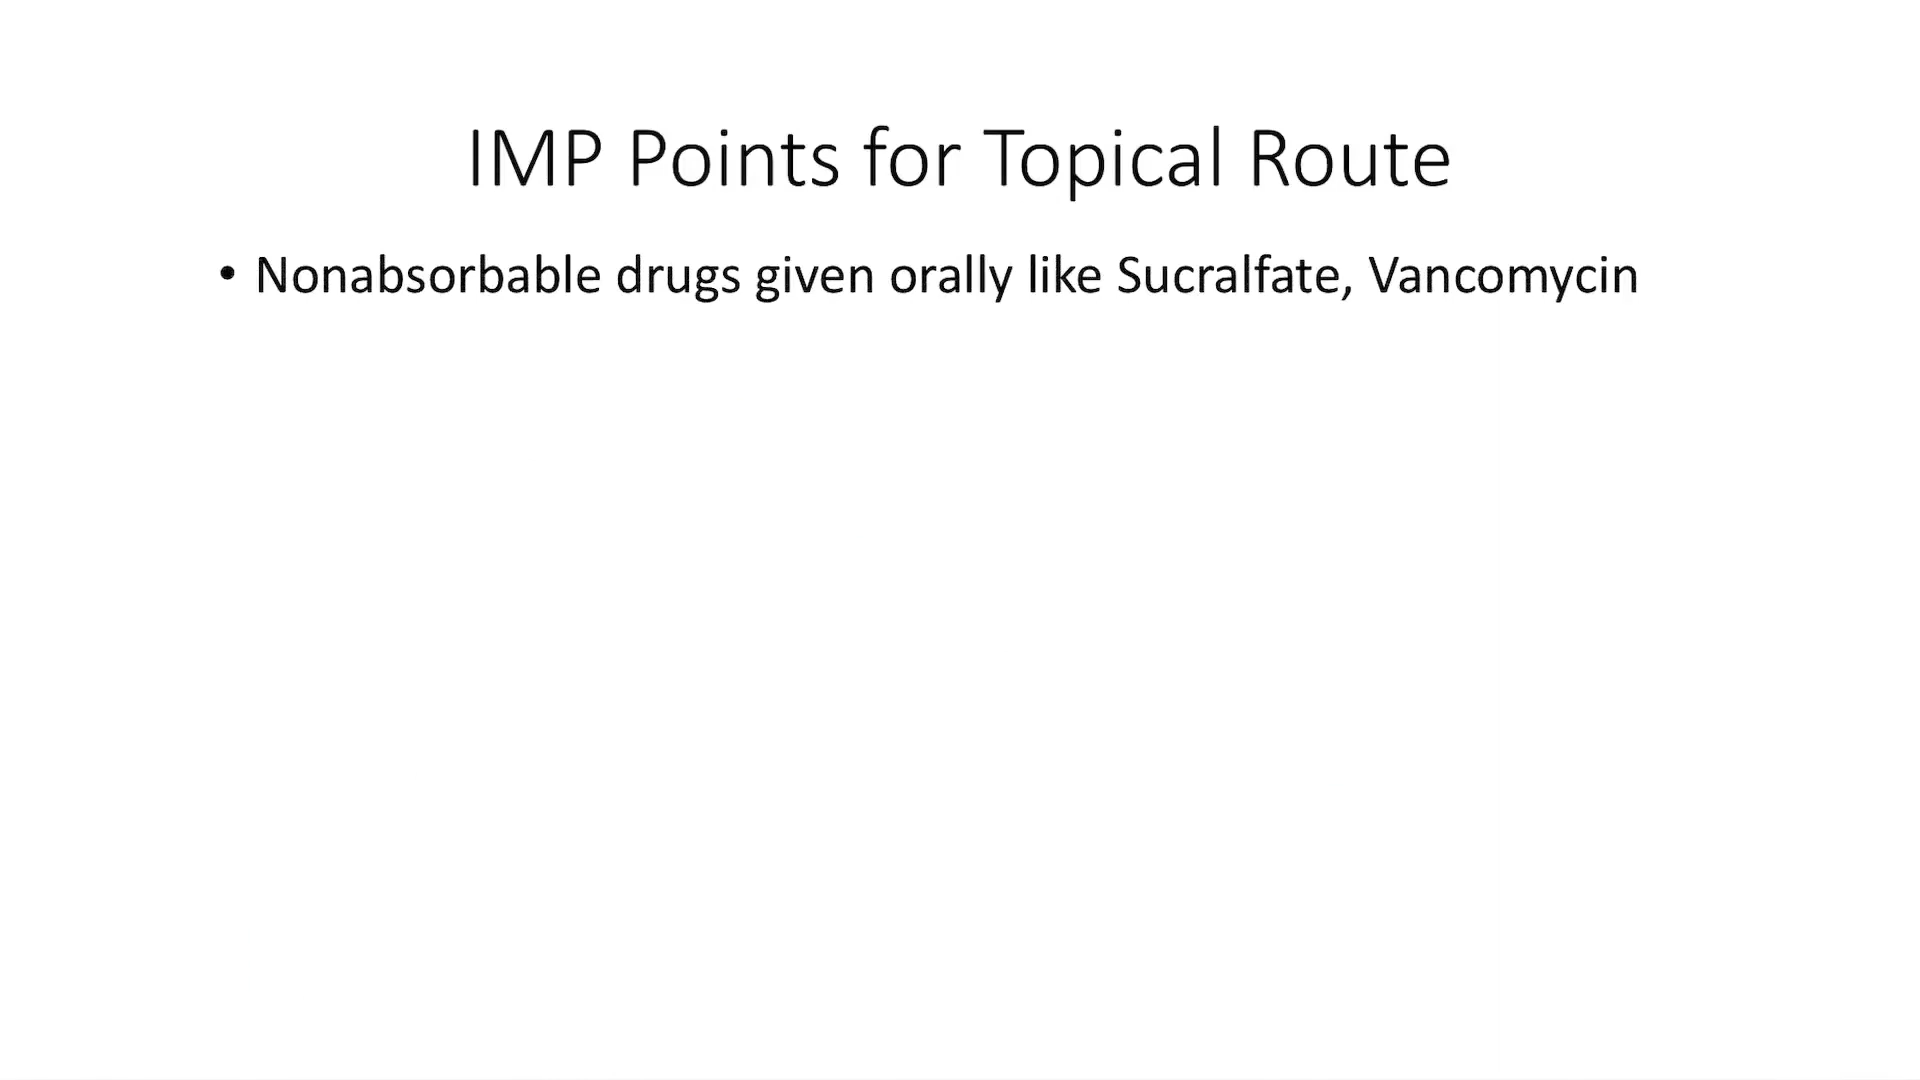 IMP Points for Topical Route
• Nonabsorbable drugs given orally like Sucralfate, Vancomycin